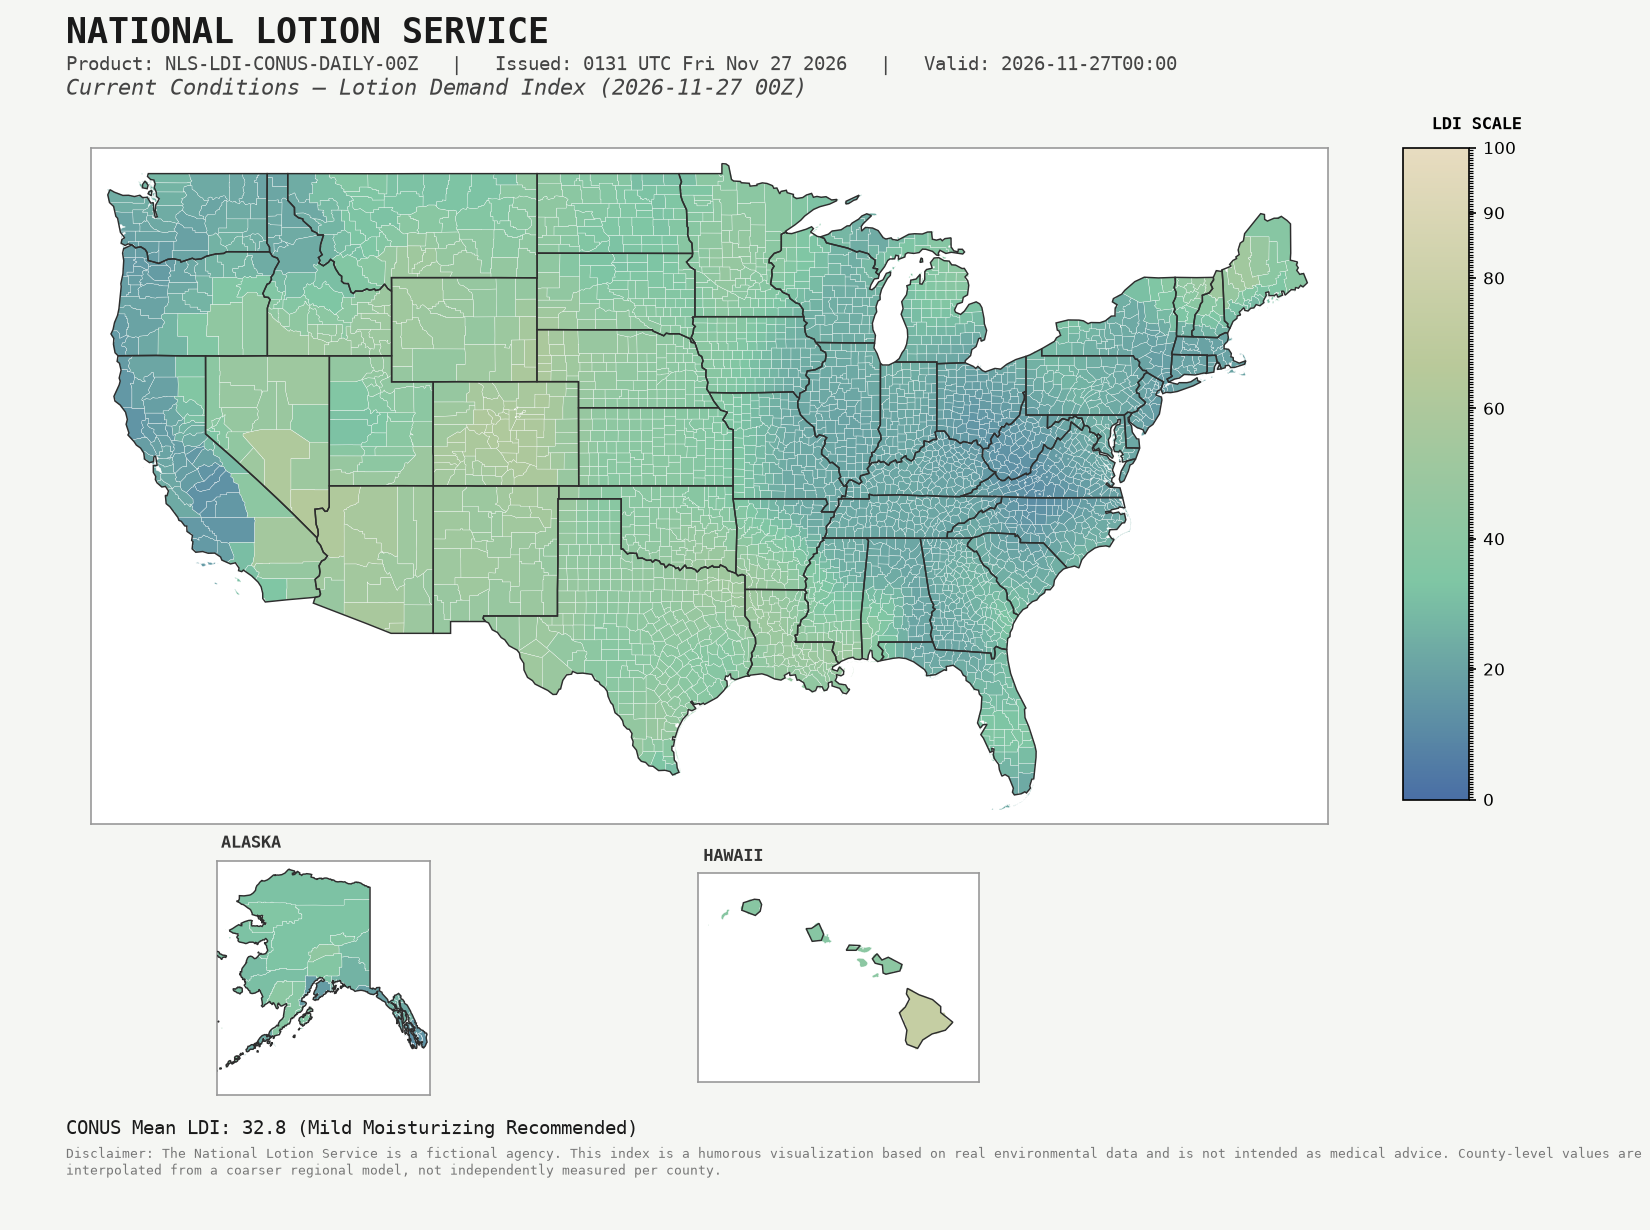 NATIONAL LOTION SERVICE
Product: NLS-LDI-CONUS-DAILY-00Z | Issued: 0131 UTC Fri Nov 27 2026 | Valid: 2026-11-27T00:00
Current Conditions — Lotion Demand Index (2026-11-27 00Z)
LDI SCALE
100
90
80
60
40
20
0
ALASKA
HAWAII
CONUS Mean LDI: 32.8 (Mild Moisturizing Recommended)
Disclaimer: The National Lotion Service is a fictional agency. This index is a humorous visualization based on real environmental data and is not intended as medical advice. County-level values are
interpolated from a coarser regional model, not independently measured per county.